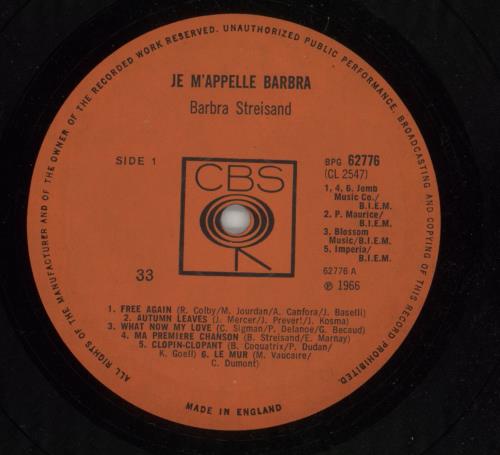 ALL RIGHTS OF THE MANUFACTURER AND OF THE OWNER OF THE RECORDED WORK RESERVED. UNAUTHORIZED PUBLIC PERFORMANCE, BROADCASTING AND COPYING OF THIS RECORD PROHIBITED.
JE M'APPELLE BARBRA
Barbra Streisand
SIDE 1
CBS
BPG 62776
(CL 2547)
1, 4, 6. Jemb
Music Co./
B.I.E.M.
2. P. Maurice/
B.I.E.M.
3. Blossom
Music/B.I.E.M.
5. Imperia/
B.I.E.M.
62776 A
℗ 1966
33
1. FREE AGAIN (R. Colby/M. Jourdan/A. Canfora/J. Baselli)
2. AUTUMN LEAVES (J. Mercer/J. Prevert/J. Kosma)
3. WHAT NOW MY LOVE (C. Sigman/P. Delanoe/G. Becaud)
4. MA PREMIERE CHANSON (B. Streisand/E. Marnay)
5. CLOPIN-CLOPANT (B. Coquatrix/P. Dudan/
K. Goell) 6. LE MUR (M. Vaucaire/
C. Dumont)
MADE IN ENGLAND